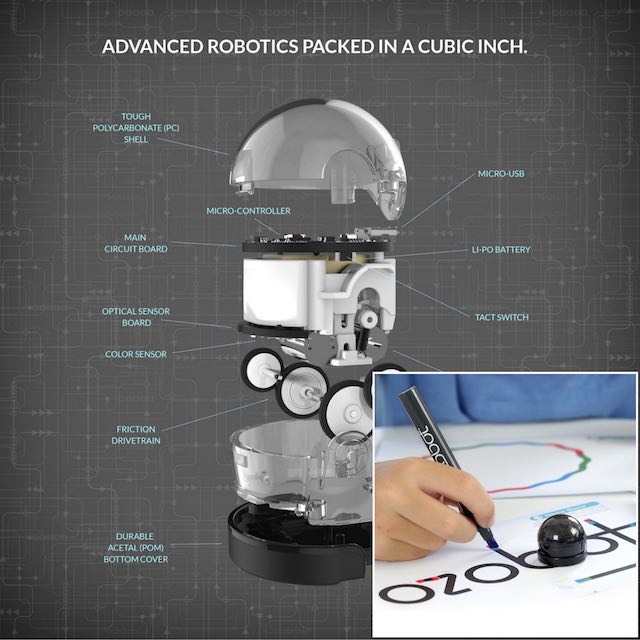 ADVANCED ROBOTICS PACKED IN A CUBIC INCH.
TOUGH
POLYCARBONATE (PC)
SHELL
MICRO-USB
MICRO-CONTROLLER
MAIN
CIRCUIT BOARD
LI-PO BATTERY
OPTICAL SENSOR
BOARD
TACT SWITCH
COLOR SENSOR
FRICTION
DRIVETRAIN
DURABLE
ACETAL (POM)
BOTTOM COVER
ozobot